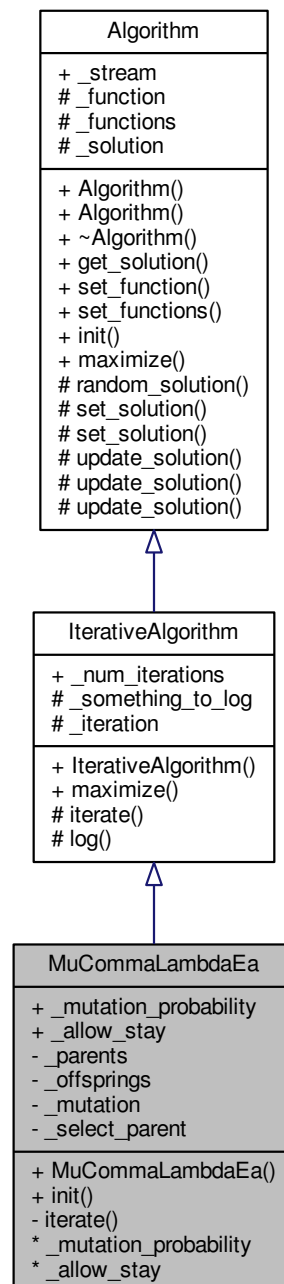 Algorithm
+ _stream
# _function
# _functions
# _solution
+ Algorithm()
+ Algorithm()
+ ~Algorithm()
+ get_solution()
+ set_function()
+ set_functions()
+ init()
+ maximize()
# random_solution()
# set_solution()
# set_solution()
# update_solution()
# update_solution()
# update_solution()
IterativeAlgorithm
+ _num_iterations
# _something_to_log
# _iteration
+ IterativeAlgorithm()
+ maximize()
# iterate()
# log()
MuCommaLambdaEa
+ _mutation_probability
+ _allow_stay
- _parents
- _offsprings
- _mutation
- _select_parent
+ MuCommaLambdaEa()
+ init()
- iterate()
* _mutation_probability
* _allow_stay